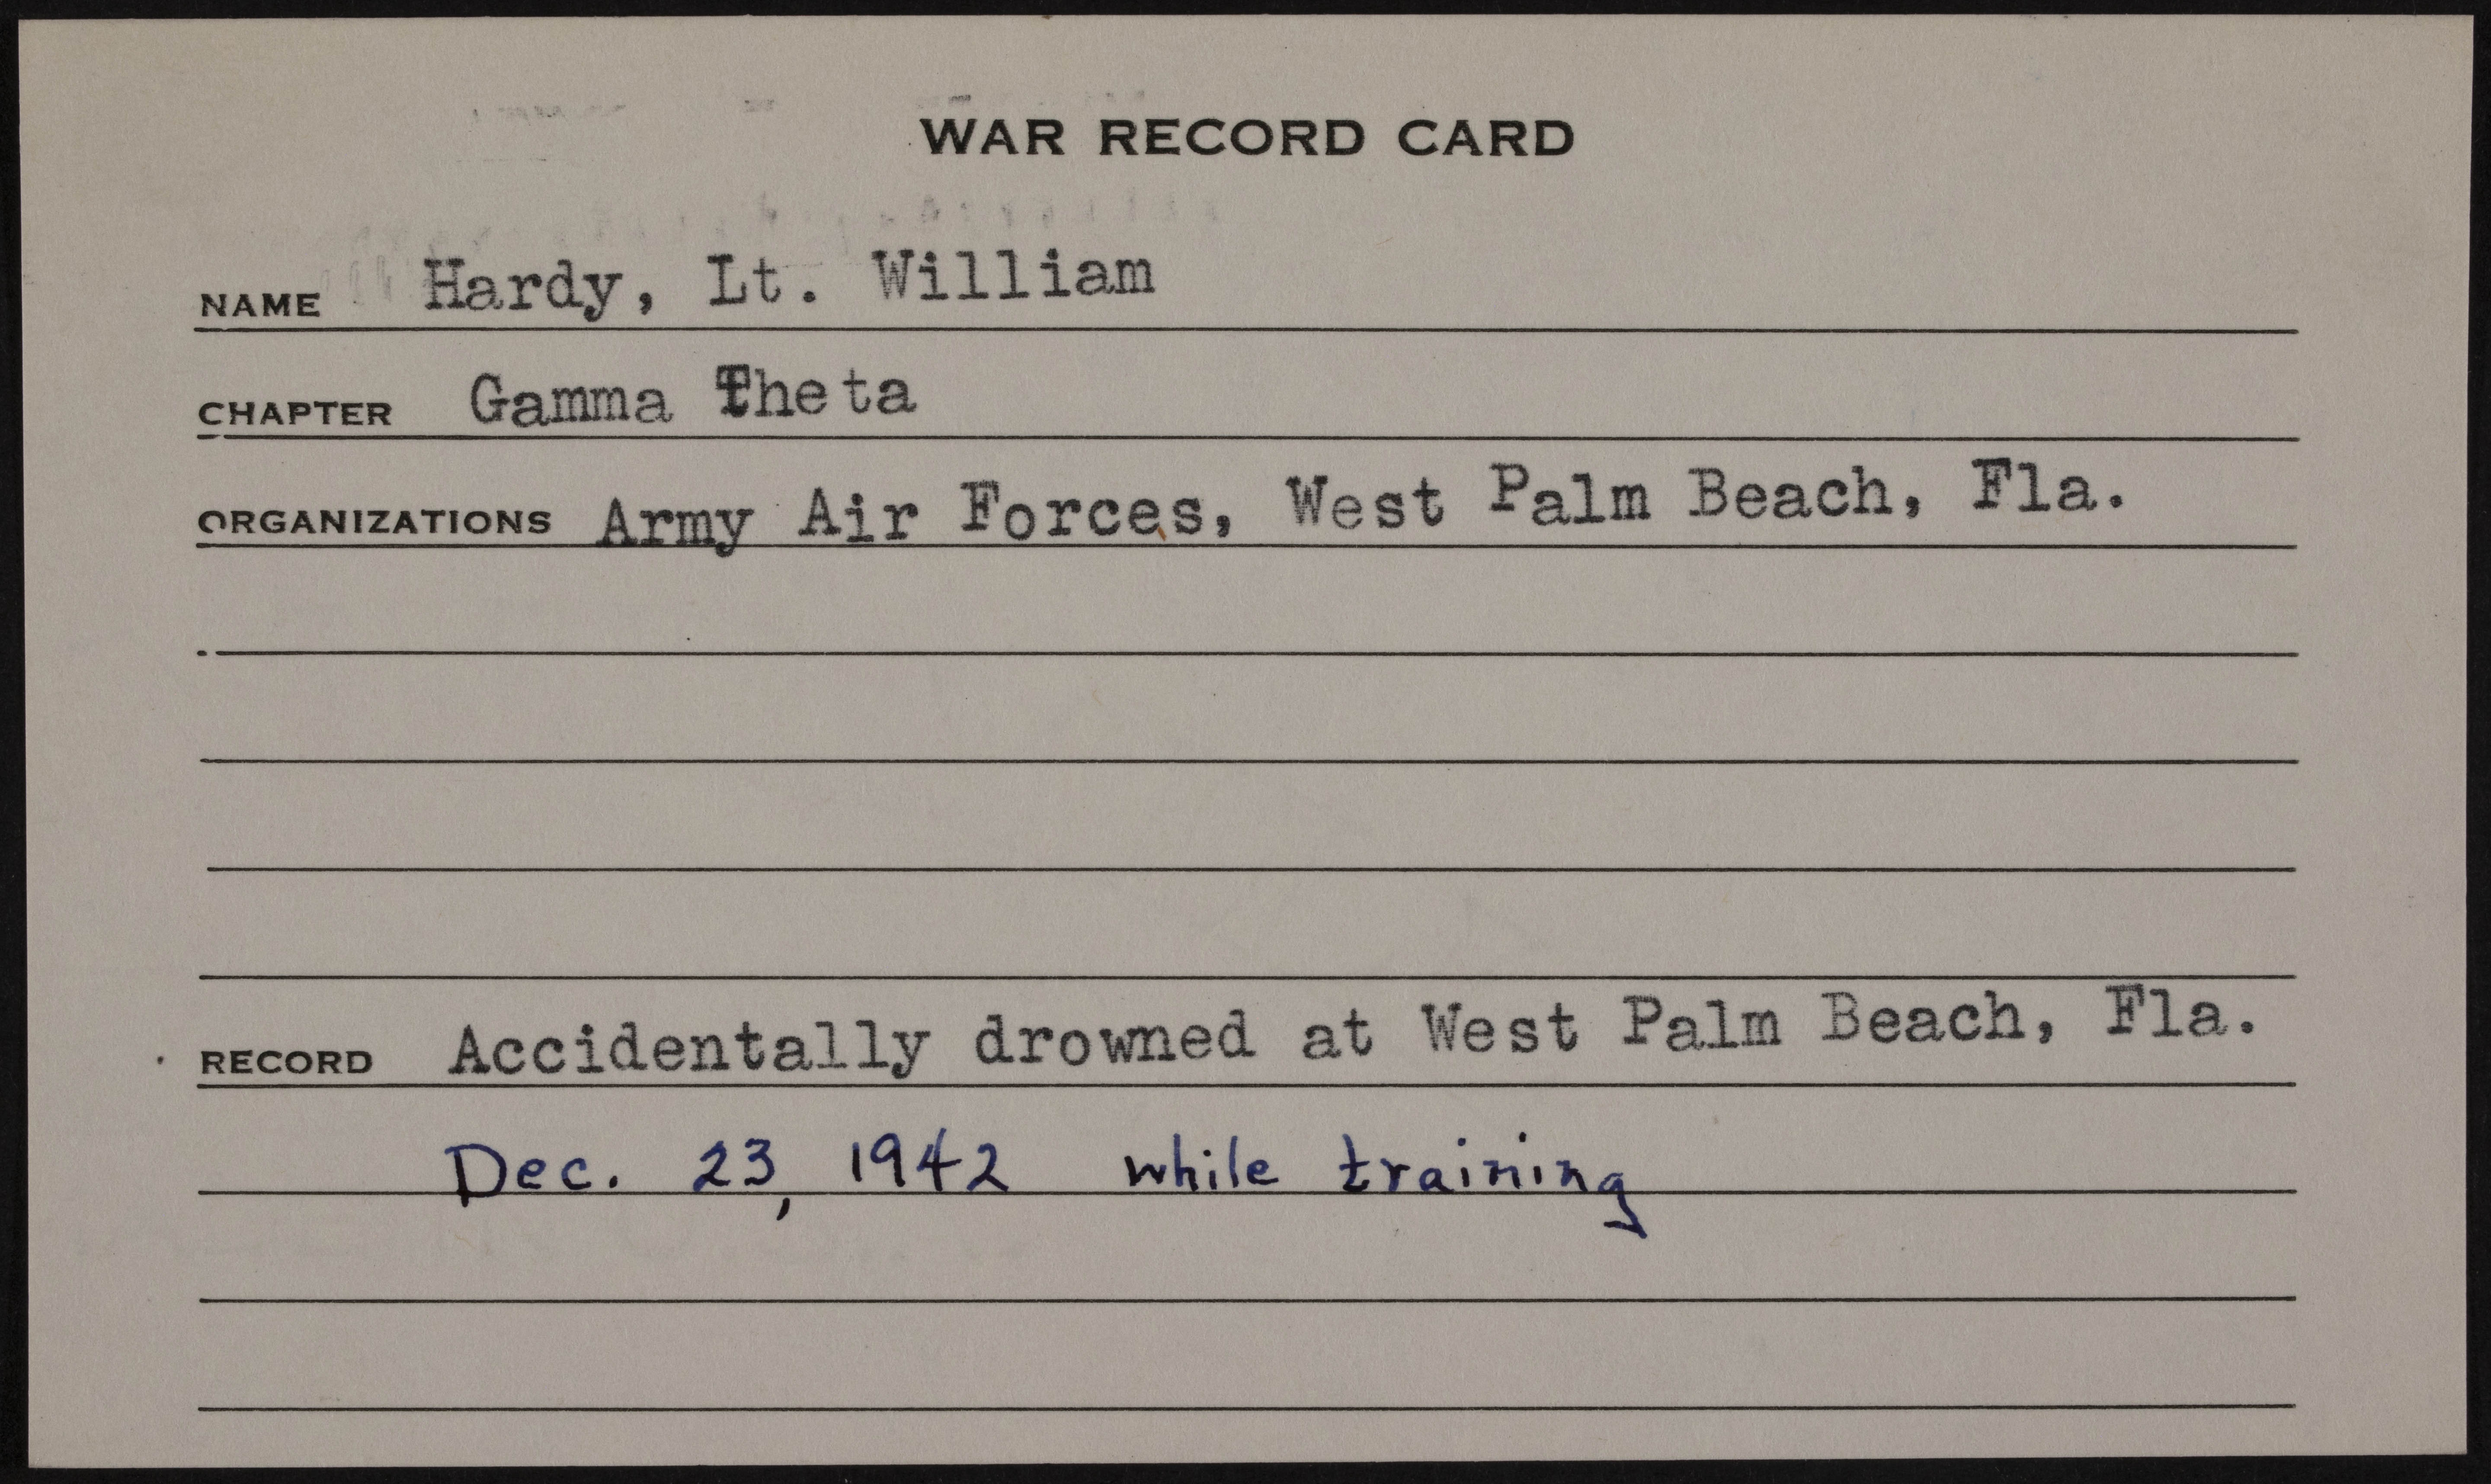 WAR RECORD CARD
NAME Hardy, Lt. William
CHAPTER Gamma Theta
ORGANIZATIONS Army Air Forces, West Palm Beach, Fla.
RECORD Accidentally drowned at West Palm Beach, Fla.
Dec. 23, 1942 while training